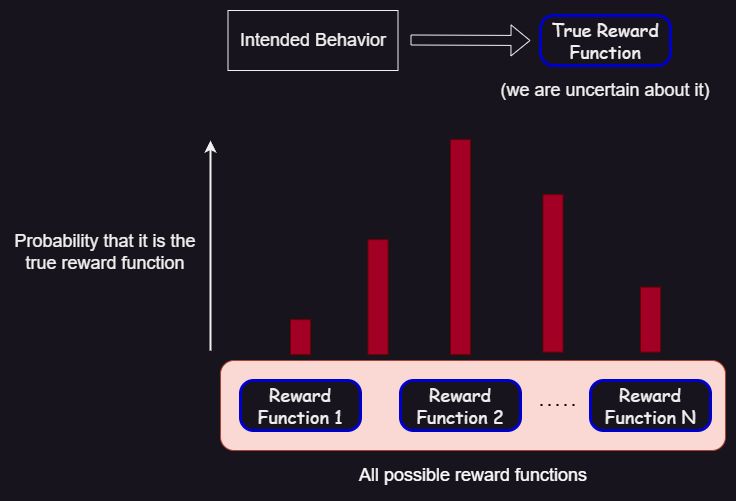 Intended Behavior
True Reward
Function
(we are uncertain about it)
Probability that it is the
true reward function
Reward
Function 1
Reward
Function 2
.....
Reward
Function N
All possible reward functions